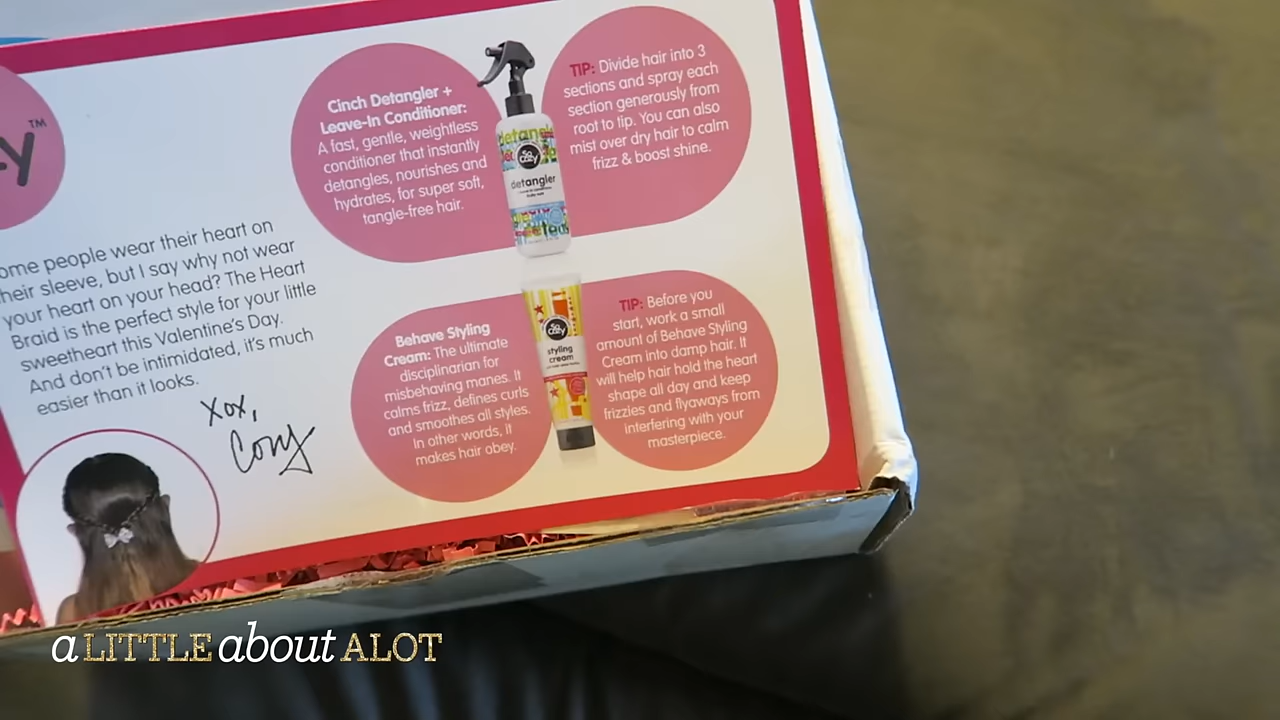 y™
ome people wear their heart on
heir sleeve, but I say why not wear
your heart on your head? The Heart
Braid is the perfect style for your little
sweetheart this Valentine's Day.
And don't be intimidated, it's much
easier than it looks.
xox,
Cozy
Cinch Detangler +
Leave-In Conditioner:
A fast, gentle, weightless
conditioner that instantly
detangles, nourishes and
hydrates, for super soft,
tangle-free hair.
detangle
so
cozy
detangler
TIP: Divide hair into 3
sections and spray each
section generously from
root to tip. You can also
mist over dry hair to calm
frizz & boost shine.
Behave Styling
Cream: The ultimate
disciplinarian for
misbehaving manes. It
calms frizz, defines curls
and smoothes all styles.
In other words, it
makes hair obey.
so
cozy
styling
cream
TIP: Before you
start, work a small
amount of Behave Styling
Cream into damp hair. It
will help hair hold the heart
shape all day and keep
frizzies and flyaways from
interfering with your
masterpiece.
a LITTLE about ALOT